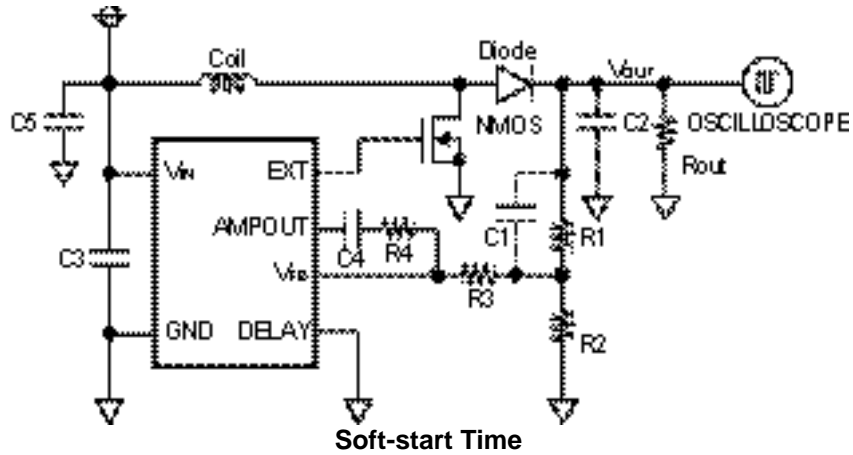 Coil
Diode
VOUT
C5
NMOS
C2
OSCILLOSCOPE
Rout
VIN
EXT
AMPOUT
C4
R4
C1
R1
C3
VFB
R3
GND
DELAY
R2
Soft-start Time